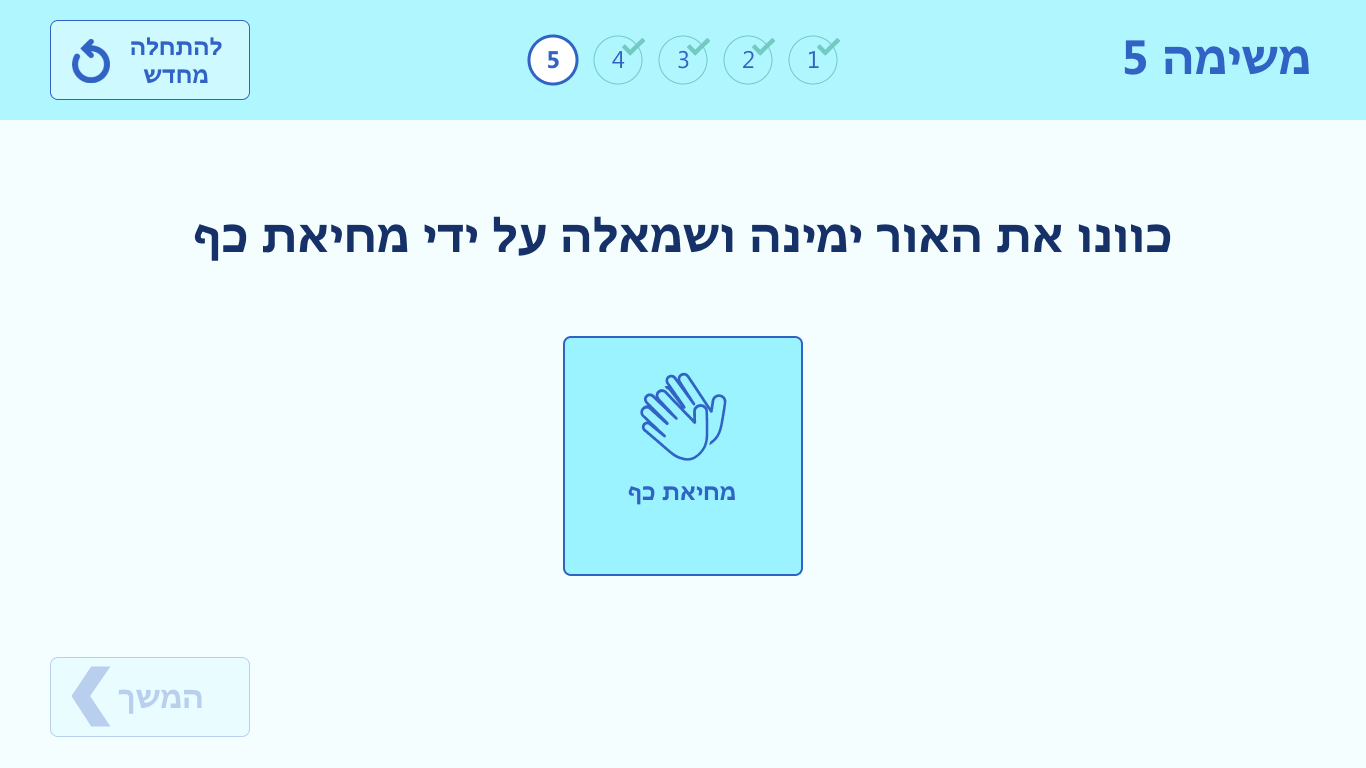 משימה 5
1
2
3
4
5
להתחלה
מחדש
כוונו את האור ימינה ושמאלה על ידי מחיאת כף
מחיאת כף
המשך